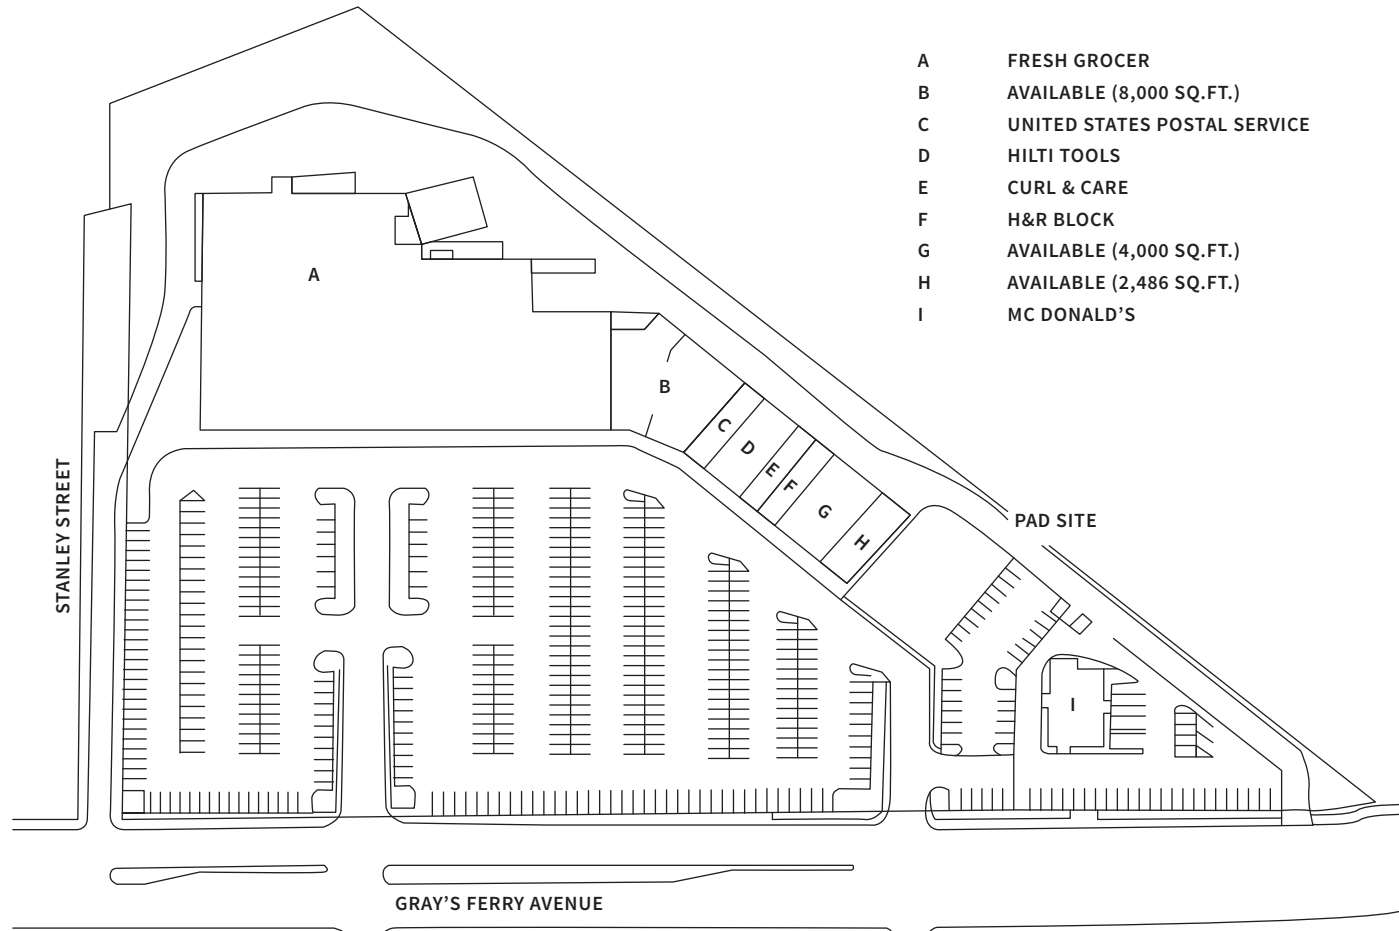 A FRESH GROCER
B AVAILABLE (8,000 SQ.FT.)
C UNITED STATES POSTAL SERVICE
D HILTI TOOLS
E CURL & CARE
F H&R BLOCK
G AVAILABLE (4,000 SQ.FT.)
H AVAILABLE (2,486 SQ.FT.)
I MC DONALD’S
A
B
C
D
E
F
G
H
PAD SITE
STANLEY STREET
I
GRAY’S FERRY AVENUE